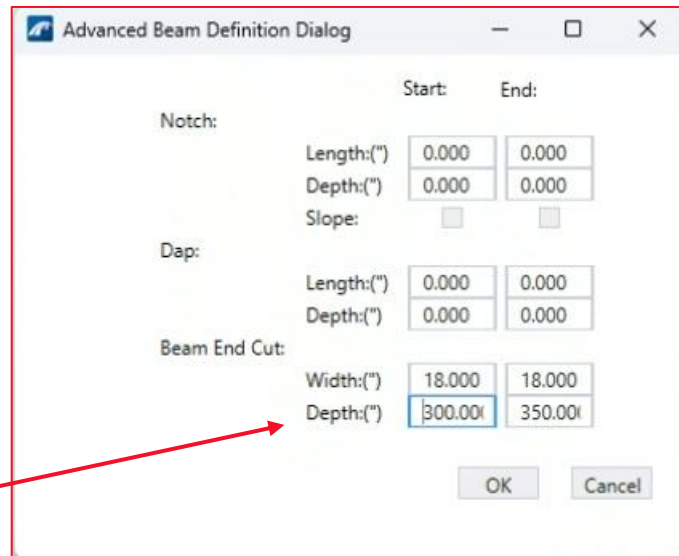 Advanced Beam Definition Dialog
Start: End:
Notch:
Length:(") 0.000 0.000
Depth:(") 0.000 0.000
Slope:
Dap:
Length:(") 0.000 0.000
Depth:(") 0.000 0.000
Beam End Cut:
Width:(") 18.000 18.000
Depth:(") 300.00( 350.00(
OK Cancel